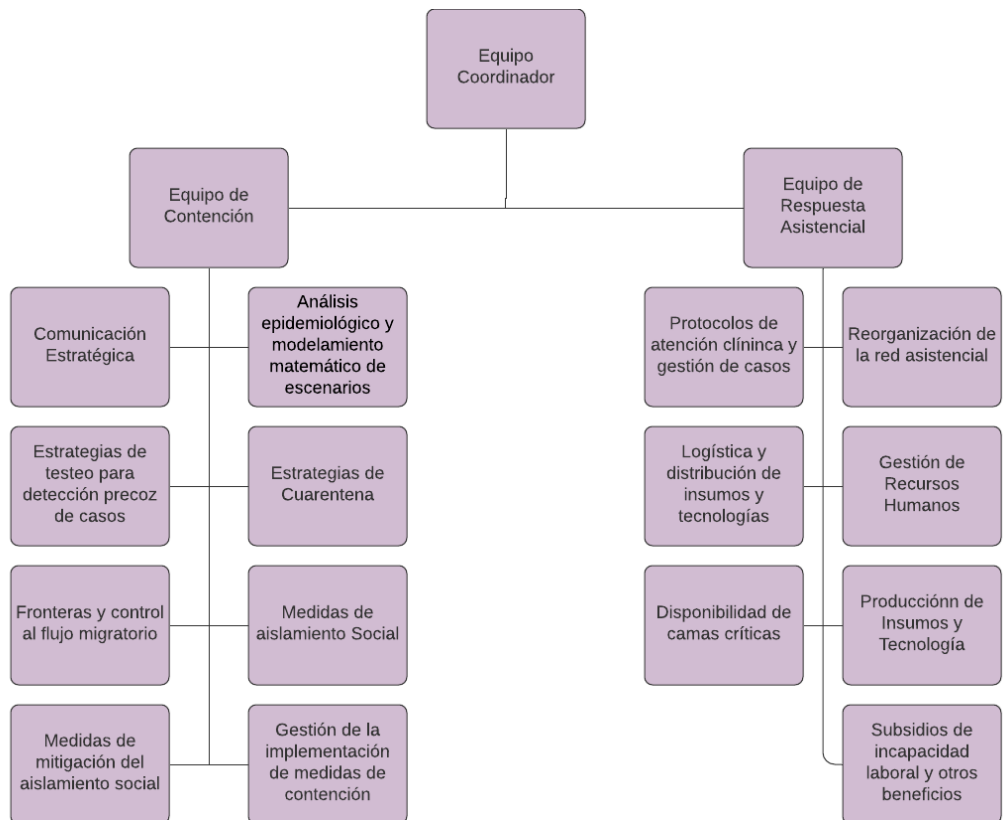 Equipo
Coordinador
Equipo de
Contención
Equipo de
Respuesta
Asistencial
Comunicación
Estratégica
Análisis
epidemiológico y
modelamiento
matemático de
escenarios
Protocolos de
atención clíninca y
gestión de casos
Reorganización de
la red asistencial
Estrategias de
testeo para
detección precoz
de casos
Estrategias de
Cuarentena
Logística y
distribución de
insumos y
tecnologías
Gestión de
Recursos
Humanos
Fronteras y control
al flujo migratorio
Medidas de
aislamiento Social
Disponibilidad de
camas críticas
Producciónn de
Insumos y
Tecnología
Medidas de
mitigación del
aislamiento social
Gestión de la
implementación
de medidas de
contención
Subsidios de
incapacidad
laboral y otros
beneficios